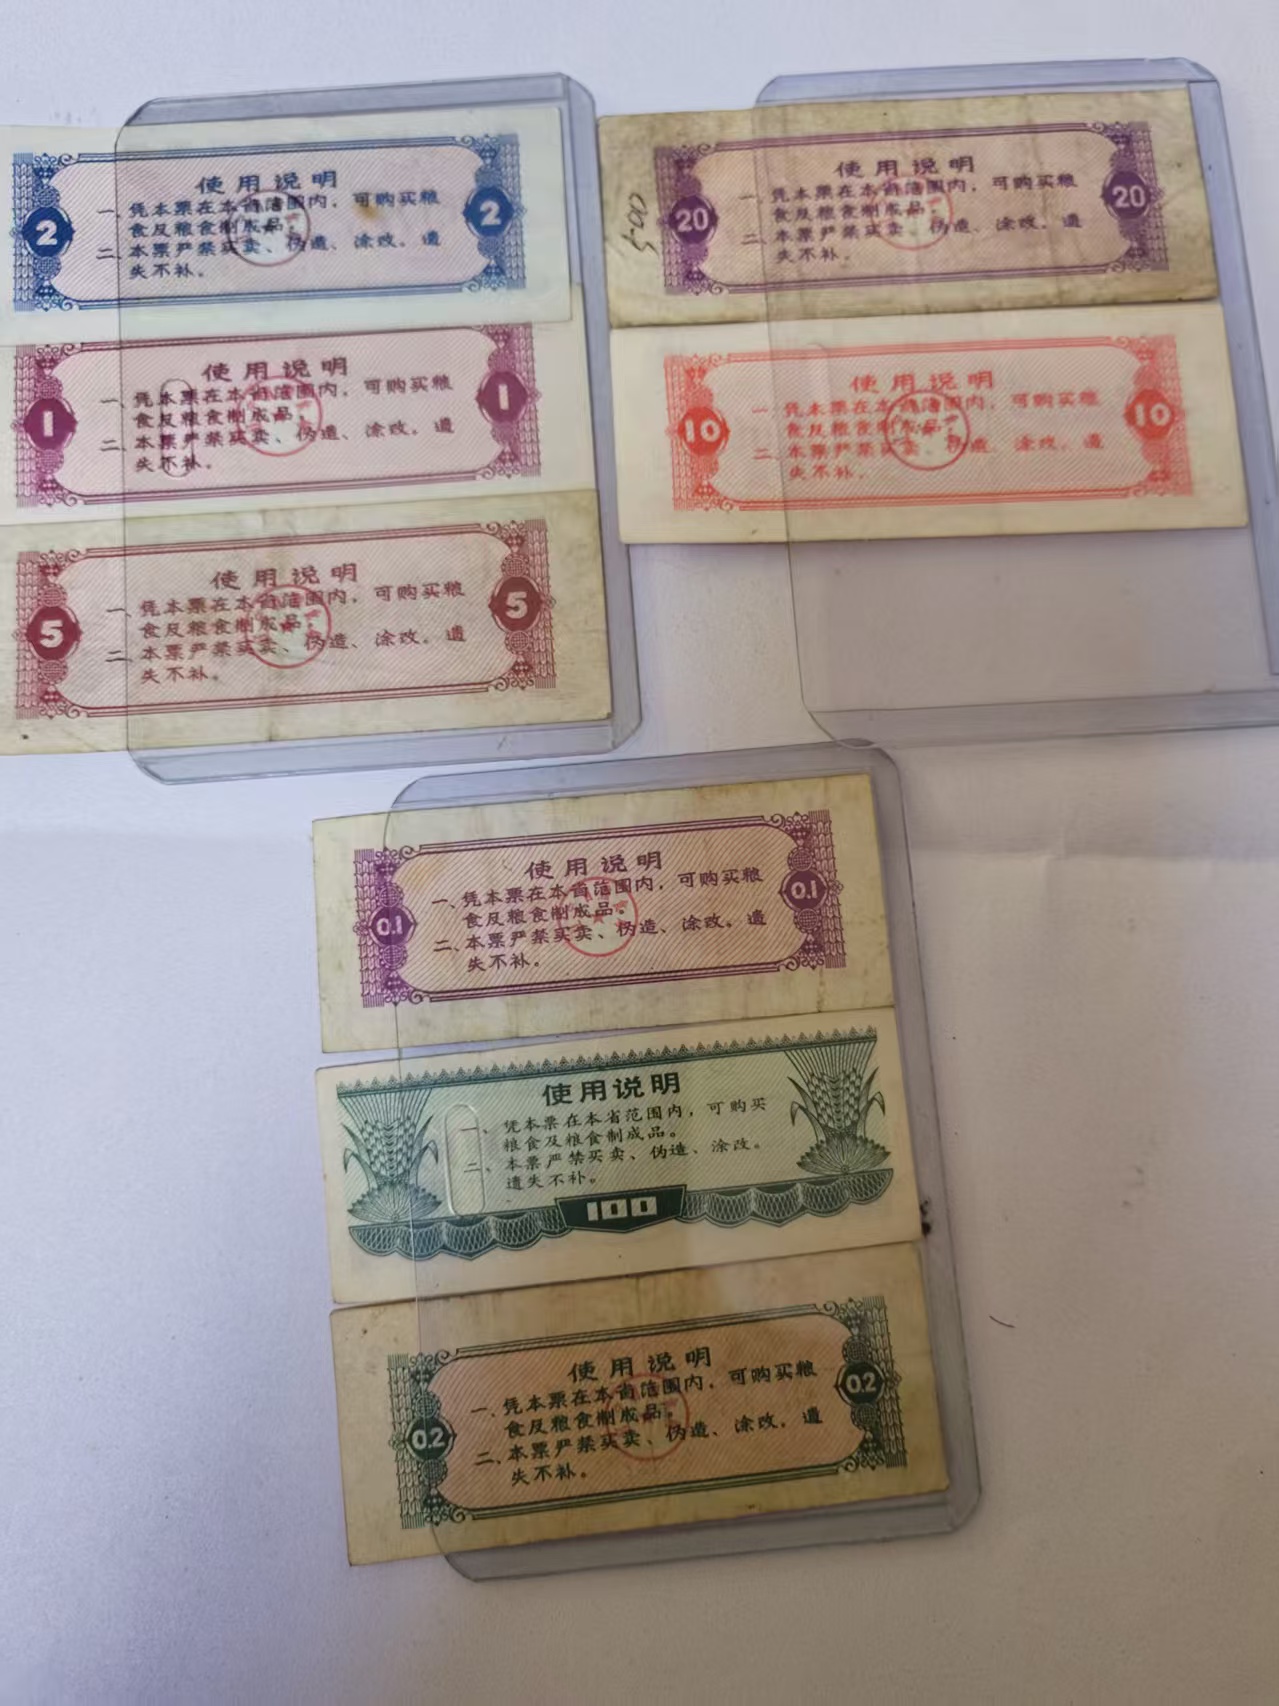 使用说明
一、凭本票在本省范围内，可购买粮
食及粮食制成品。
二、本票严禁买卖、伪造、涂改。遗
失不补。
2
2
使用说明
一、凭本票在本省范围内，可购买粮
食及粮食制成品。
二、本票严禁买卖、伪造、涂改。遗
失不补。
1
1
使用说明
一、凭本票在本省范围内，可购买粮
食及粮食制成品。
二、本票严禁买卖、伪造、涂改。遗
失不补。
5
5
500
使用说明
一、凭本票在本省范围内，可购买粮
食及粮食制成品。
二、本票严禁买卖、伪造、涂改。遗
失不补。
20
20
使用说明
一、凭本票在本省范围内，可购买粮
食及粮食制成品。
二、本票严禁买卖、伪造、涂改。遗
失不补。
10
10
使用说明
一、凭本票在本省范围内，可购买粮
食及粮食制成品。
二、本票严禁买卖、伪造、涂改。遗
失不补。
0.1
0.1
使用说明
一、凭本票在本省范围内，可购买
粮食及粮食制成品。
二、本票严禁买卖、伪造、涂改。
遗失不补。
100
使用说明
一、凭本票在本省范围内，可购买粮
食及粮食制成品。
二、本票严禁买卖、伪造、涂改。遗
失不补。
0.2
0.2